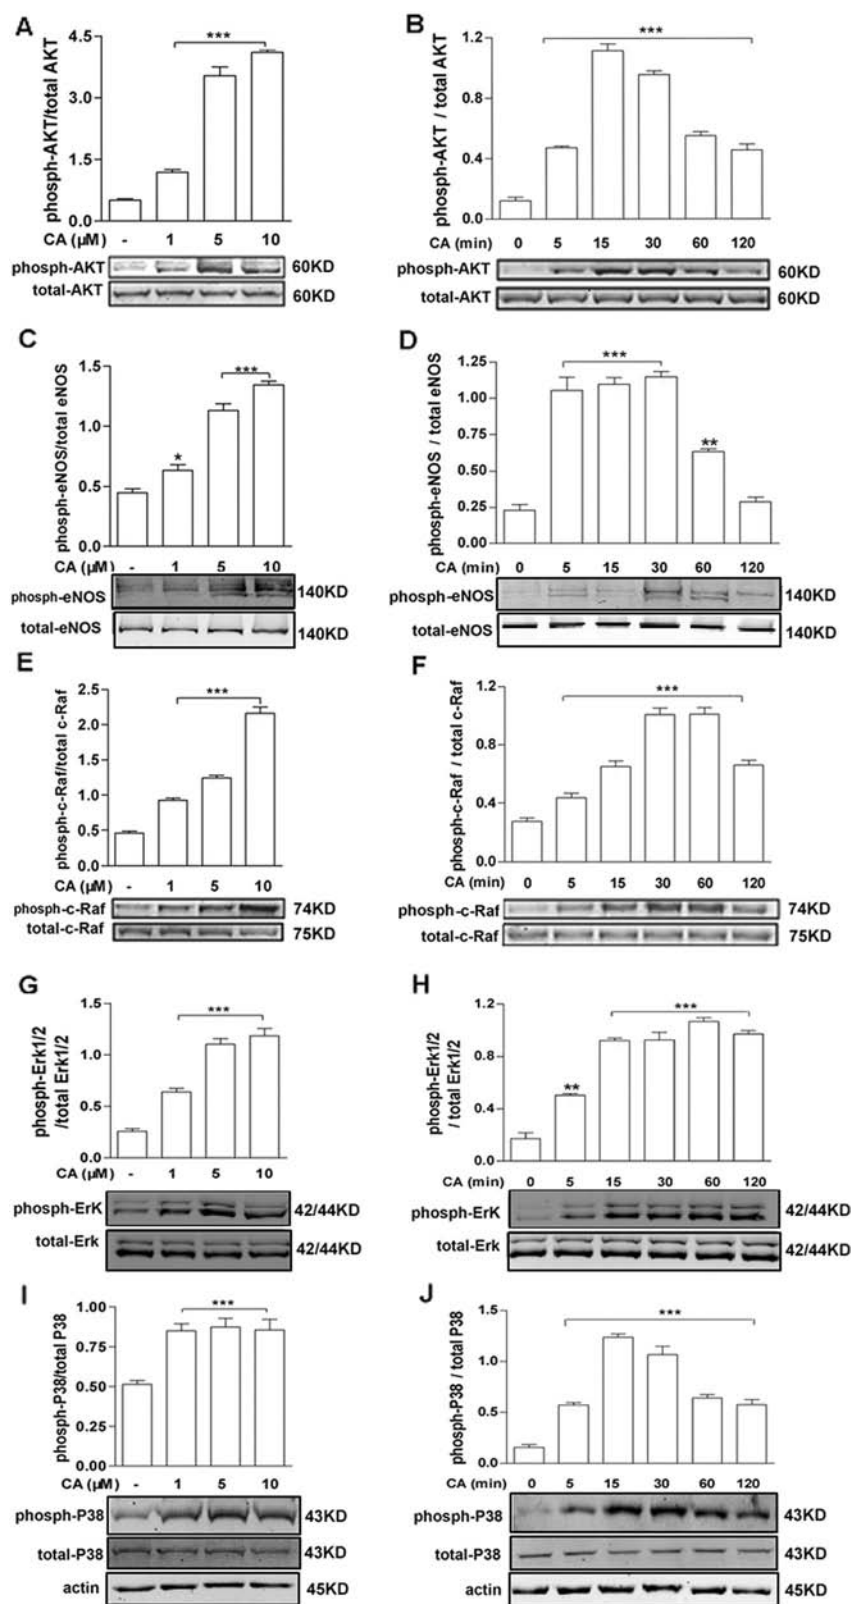 A
phosph-AKT/total AKT
4.5
3.0
1.5
0.0
***
CA (µM) - 1 5 10
phosph-AKT 60KD
total-AKT 60KD
B
phosph-AKT / total AKT
1.2
0.8
0.4
0.0
***
CA (min) 0 5 15 30 60 120
phosph-AKT 60KD
total-AKT 60KD
C
phosph-eNOS/total eNOS
1.5
1.0
0.5
0.0
*
***
CA (µM) - 1 5 10
phosph-eNOS 140KD
total-eNOS 140KD
D
phosph-eNOS / total eNOS
1.25
1.00
0.75
0.50
0.25
0.00
***
**
CA (min) 0 5 15 30 60 120
phosph-eNOS 140KD
total-eNOS 140KD
E
phosph-c-Raf/total c-Raf
2.5
2.0
1.5
1.0
0.5
0.0
***
CA (µM) - 1 5 10
phosph-c-Raf 74KD
total-c-Raf 75KD
F
phosph-c-Raf / total c-Raf
1.2
0.8
0.4
0.0
***
CA (min) 0 5 15 30 60 120
phosph-c-Raf 74KD
total-c-Raf 75KD
G
phosph-Erk1/2
/total Erk1/2
1.5
1.0
0.5
0.0
***
CA (µM) - 1 5 10
phosph-ErK 42/44KD
total-Erk 42/44KD
H
phosph-Erk1/2
/ total Erk1/2
1.2
0.8
0.4
0.0
**
***
CA (min) 0 5 15 30 60 120
phosph-ErK 42/44KD
total-Erk 42/44KD
I
phosph-P38/total P38
1.00
0.75
0.50
0.25
0.00
***
CA (µM) - 1 5 10
phosph-P38 43KD
total-P38 43KD
actin 45KD
J
phosph-P38 / total P38
1.5
1.0
0.5
0.0
***
CA (min) 0 5 15 30 60 120
phosph-P38 43KD
total-P38 43KD
actin 45KD